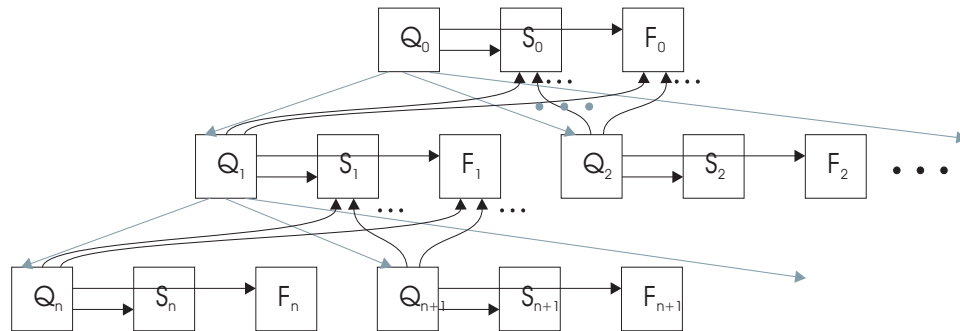 Q₀ S₀ F₀
... ...
Q₁ S₁ F₁ Q₂ S₂ F₂ ...
... ...
Qₙ Sₙ Fₙ Qₙ₊₁ Sₙ₊₁ Fₙ₊₁